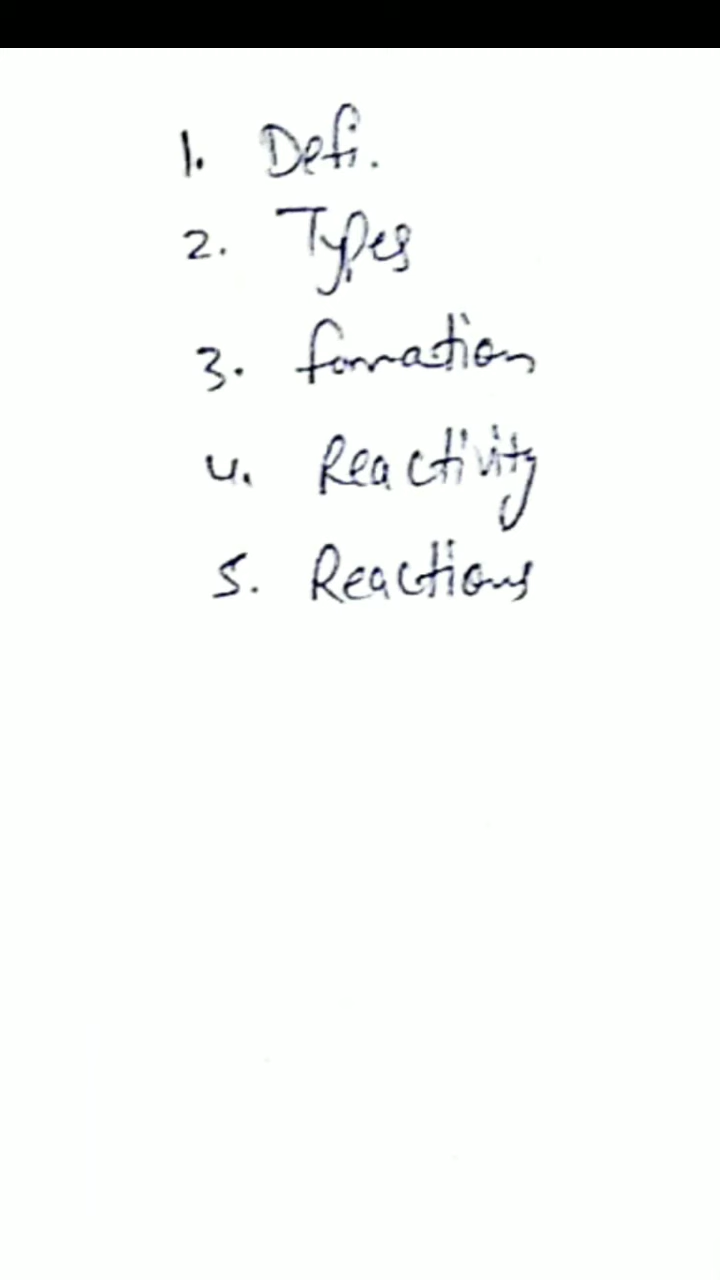 1. Defi.
2. Types
3. formation
4. Reactivity
5. Reactions